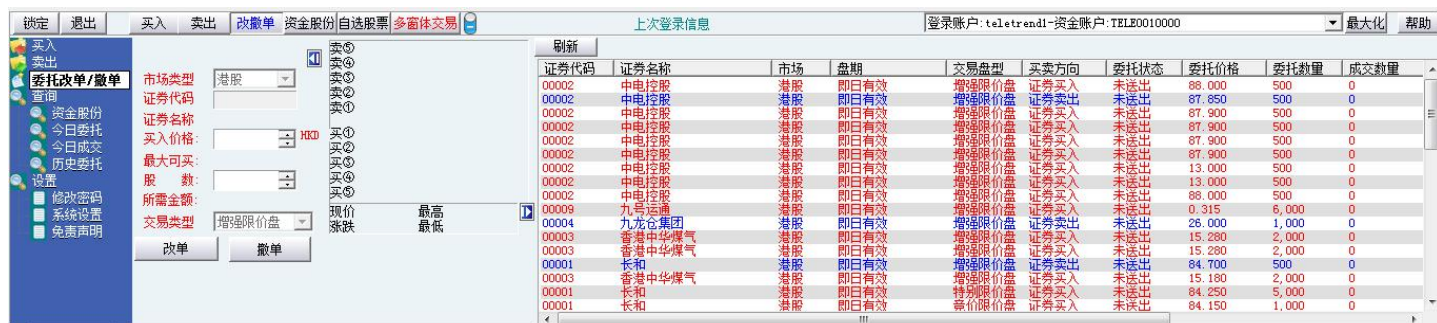 锁定 退出 买入 卖出 改撤单 资金股份 自选股票 多窗体交易 上次登录信息 登录账户:teletrend1-资金账户:TELE0010000 最大化 帮助
买入
卖出
委托改单/撤单
查询
资金股份
今日委托
今日成交
历史委托
设置
修改密码
系统设置
免责声明
市场类型 港股
证券代码
证券名称
买入价格: HKD
最大可买:
股 数:
所需金额:
交易类型 增强限价盘
改单 撤单
卖⑤
卖④
卖③
卖②
卖①
买①
买②
买③
买④
买⑤
现价 最高
涨跌 最低
刷新
证券代码 证券名称 市场 盘期 交易盘型 买卖方向 委托状态 委托价格 委托数量 成交数量
00002 中电控股 港股 即日有效 增强限价盘 证券买入 未送出 88.000 500 0
00002 中电控股 港股 即日有效 增强限价盘 证券卖出 未送出 87.850 500 0
00002 中电控股 港股 即日有效 增强限价盘 证券买入 未送出 87.900 500 0
00002 中电控股 港股 即日有效 增强限价盘 证券买入 未送出 87.900 500 0
00002 中电控股 港股 即日有效 增强限价盘 证券买入 未送出 87.900 500 0
00002 中电控股 港股 即日有效 增强限价盘 证券买入 未送出 87.900 500 0
00002 中电控股 港股 即日有效 增强限价盘 证券买入 未送出 13.000 500 0
00002 中电控股 港股 即日有效 增强限价盘 证券买入 未送出 13.000 500 0
00002 中电控股 港股 即日有效 增强限价盘 证券买入 未送出 88.000 500 0
00009 九号运通 港股 即日有效 增强限价盘 证券买入 未送出 0.315 6,000 0
00004 九龙仓集团 港股 即日有效 增强限价盘 证券卖出 未送出 26.000 1,000 0
00003 香港中华煤气 港股 即日有效 增强限价盘 证券买入 未送出 15.280 2,000 0
00003 香港中华煤气 港股 即日有效 增强限价盘 证券买入 未送出 15.280 2,000 0
00001 长和 港股 即日有效 增强限价盘 证券卖出 未送出 84.700 500 0
00003 香港中华煤气 港股 即日有效 增强限价盘 证券买入 未送出 15.180 2,000 0
00001 长和 港股 即日有效 特别限价盘 证券买入 未送出 84.250 5,000 0
00001 长和 港股 即日有效 竞价限价盘 证券买入 未送出 84.150 1,000 0